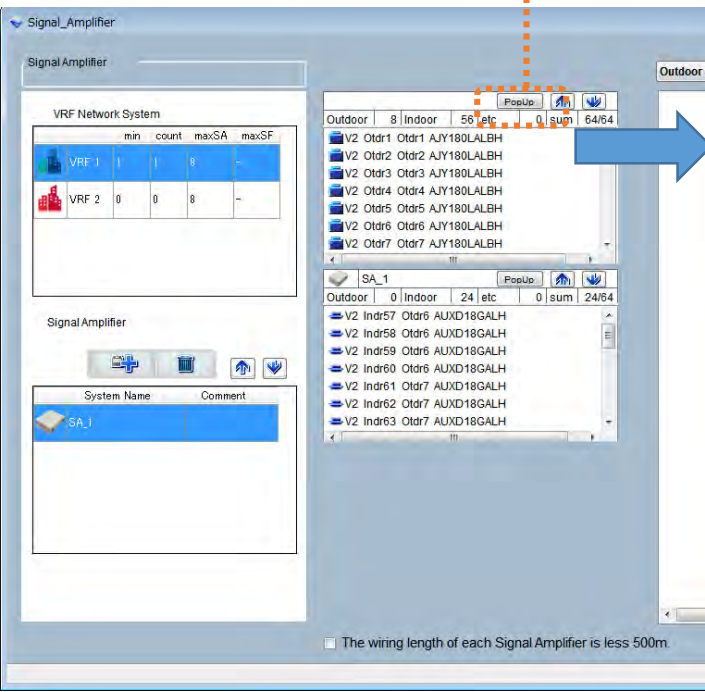 Signal_Amplifier
Signal Amplifier
Outdoor
VRF Network System
min count maxSA maxSF
VRF 1 1 1 8 -
VRF 2 0 0 8 -
PopUp
Outdoor 8 Indoor 56 etc 0 sum 64/64
V2 Otdr1 Otdr1 AJY180LALBH
V2 Otdr2 Otdr2 AJY180LALBH
V2 Otdr3 Otdr3 AJY180LALBH
V2 Otdr4 Otdr4 AJY180LALBH
V2 Otdr5 Otdr5 AJY180LALBH
V2 Otdr6 Otdr6 AJY180LALBH
V2 Otdr7 Otdr7 AJY180LALBH
SA_1 PopUp
Outdoor 0 Indoor 24 etc 0 sum 24/64
V2 Indr57 Otdr6 AUXD18GALH
V2 Indr58 Otdr6 AUXD18GALH
V2 Indr59 Otdr6 AUXD18GALH
V2 Indr60 Otdr6 AUXD18GALH
V2 Indr61 Otdr7 AUXD18GALH
V2 Indr62 Otdr7 AUXD18GALH
V2 Indr63 Otdr7 AUXD18GALH
Signal Amplifier
System Name Comment
SA_1
The wiring length of each Signal Amplifier is less 500m.